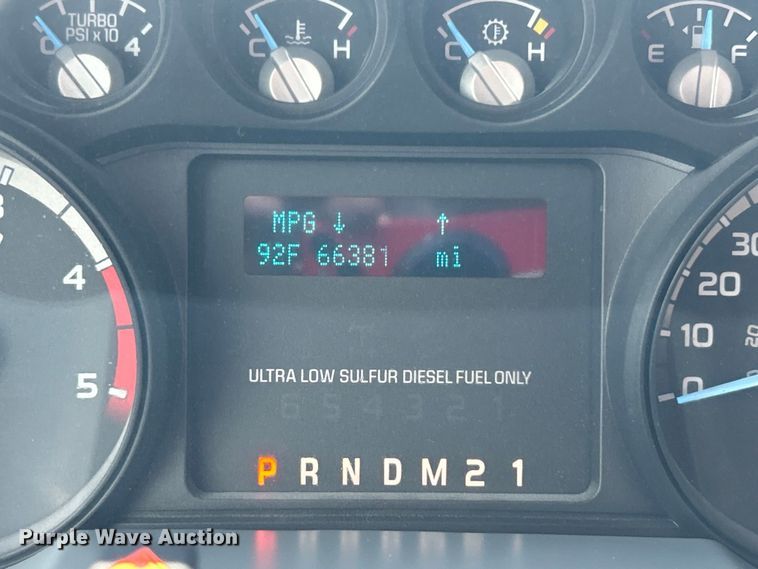 TURBO
PSI x 10
0 4
C H
C H
E F
MPG ↓ ↑
92F 66381 mi
4
5
30
20
10
0
ULTRA LOW SULFUR DIESEL FUEL ONLY
6 5 4 3 2 1
P R N D M 2 1
Purple Wave Auction